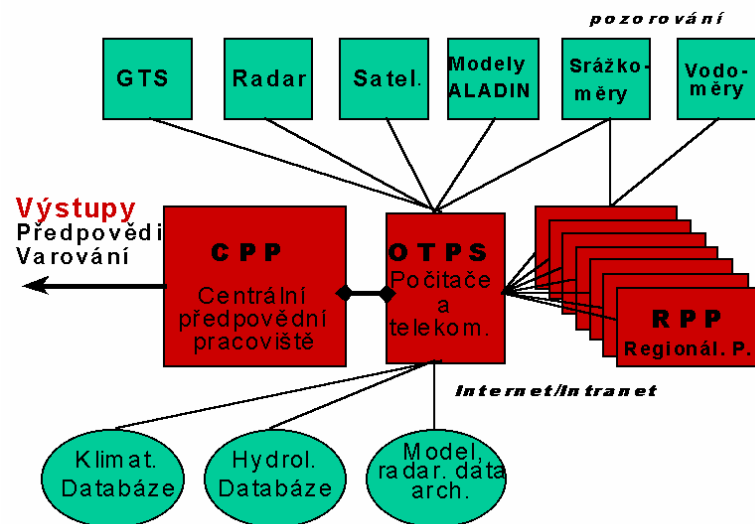 pozorování
GTS
Radar
Satel.
Modely
ALADIN
Srážko-
měry
Vodo-
měry
Výstupy
Předpovědi
Varování
CPP
Centrální
předpovědní
pracoviště
OTPS
Počitače
a
telekom.
RPP
Regionál. P.
Internet/Intranet
Klimat.
Databáze
Hydrol.
Databáze
Model,
radar. data
arch.